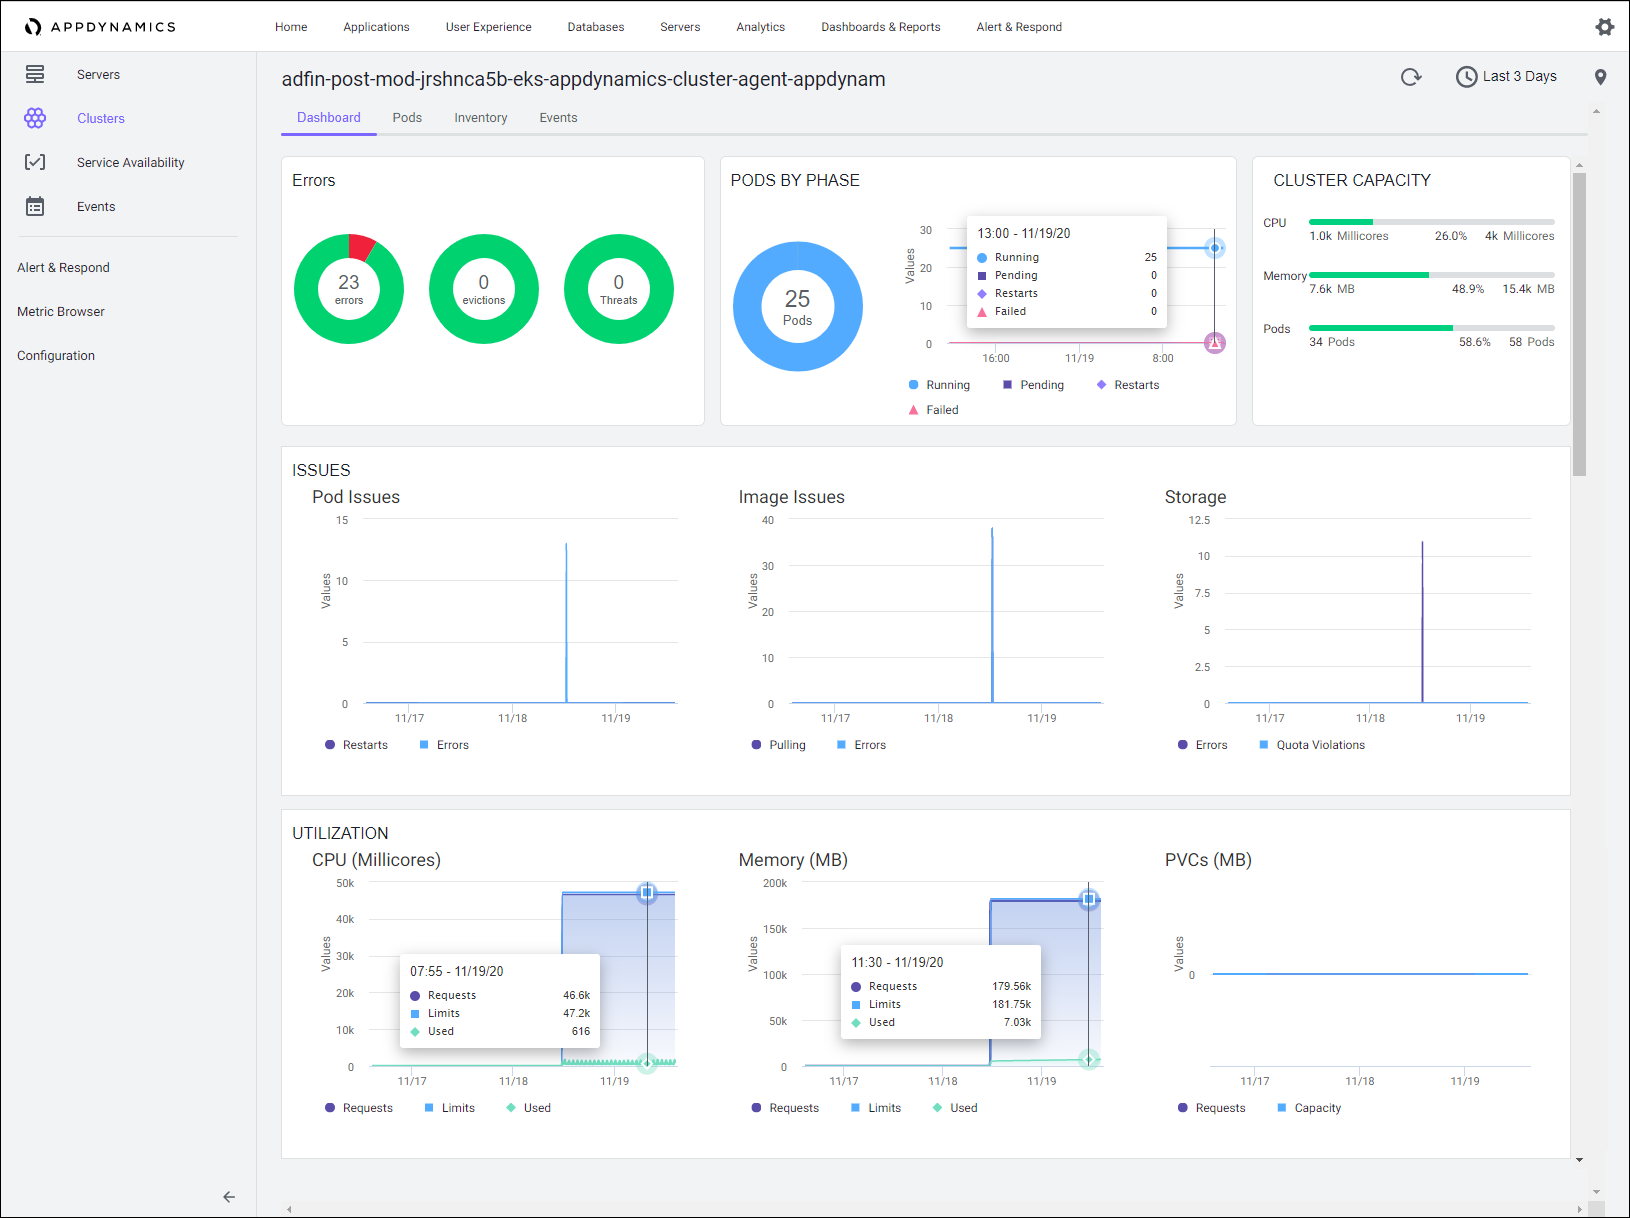 APPDYNAMICS
Home Applications User Experience Databases Servers Analytics Dashboards & Reports Alert & Respond
Servers
Clusters
Service Availability
Events
Alert & Respond
Metric Browser
Configuration
adfin-post-mod-jrshnca5b-eks-appdynamics-cluster-agent-appdynam
Last 3 Days
Dashboard Pods Inventory Events
Errors
23
errors
0
evictions
0
Threats
PODS BY PHASE
25
Pods
Values
30
20
10
0
13:00 - 11/19/20
Running 25
Pending 0
Restarts 0
Failed 0
16:00 11/19 8:00
Running Pending Restarts
Failed
CLUSTER CAPACITY
CPU
1.0k Millicores 26.0% 4k Millicores
Memory
7.6k MB 48.9% 15.4k MB
Pods
34 Pods 58.6% 58 Pods
ISSUES
Pod Issues
Values
15
10
5
0
11/17 11/18 11/19
Restarts Errors
Image Issues
Values
40
30
20
10
0
11/17 11/18 11/19
Pulling Errors
Storage
Values
12.5
10
7.5
5
2.5
0
11/17 11/18 11/19
Errors Quota Violations
UTILIZATION
CPU (Millicores)
Values
50k
40k
30k
20k
10k
0
07:55 - 11/19/20
Requests 46.6k
Limits 47.2k
Used 616
11/17 11/18 11/19
Requests Limits Used
Memory (MB)
Values
200k
150k
100k
50k
0
11:30 - 11/19/20
Requests 179.56k
Limits 181.75k
Used 7.03k
11/17 11/18 11/19
Requests Limits Used
PVCs (MB)
Values
0
11/17 11/18 11/19
Requests Capacity